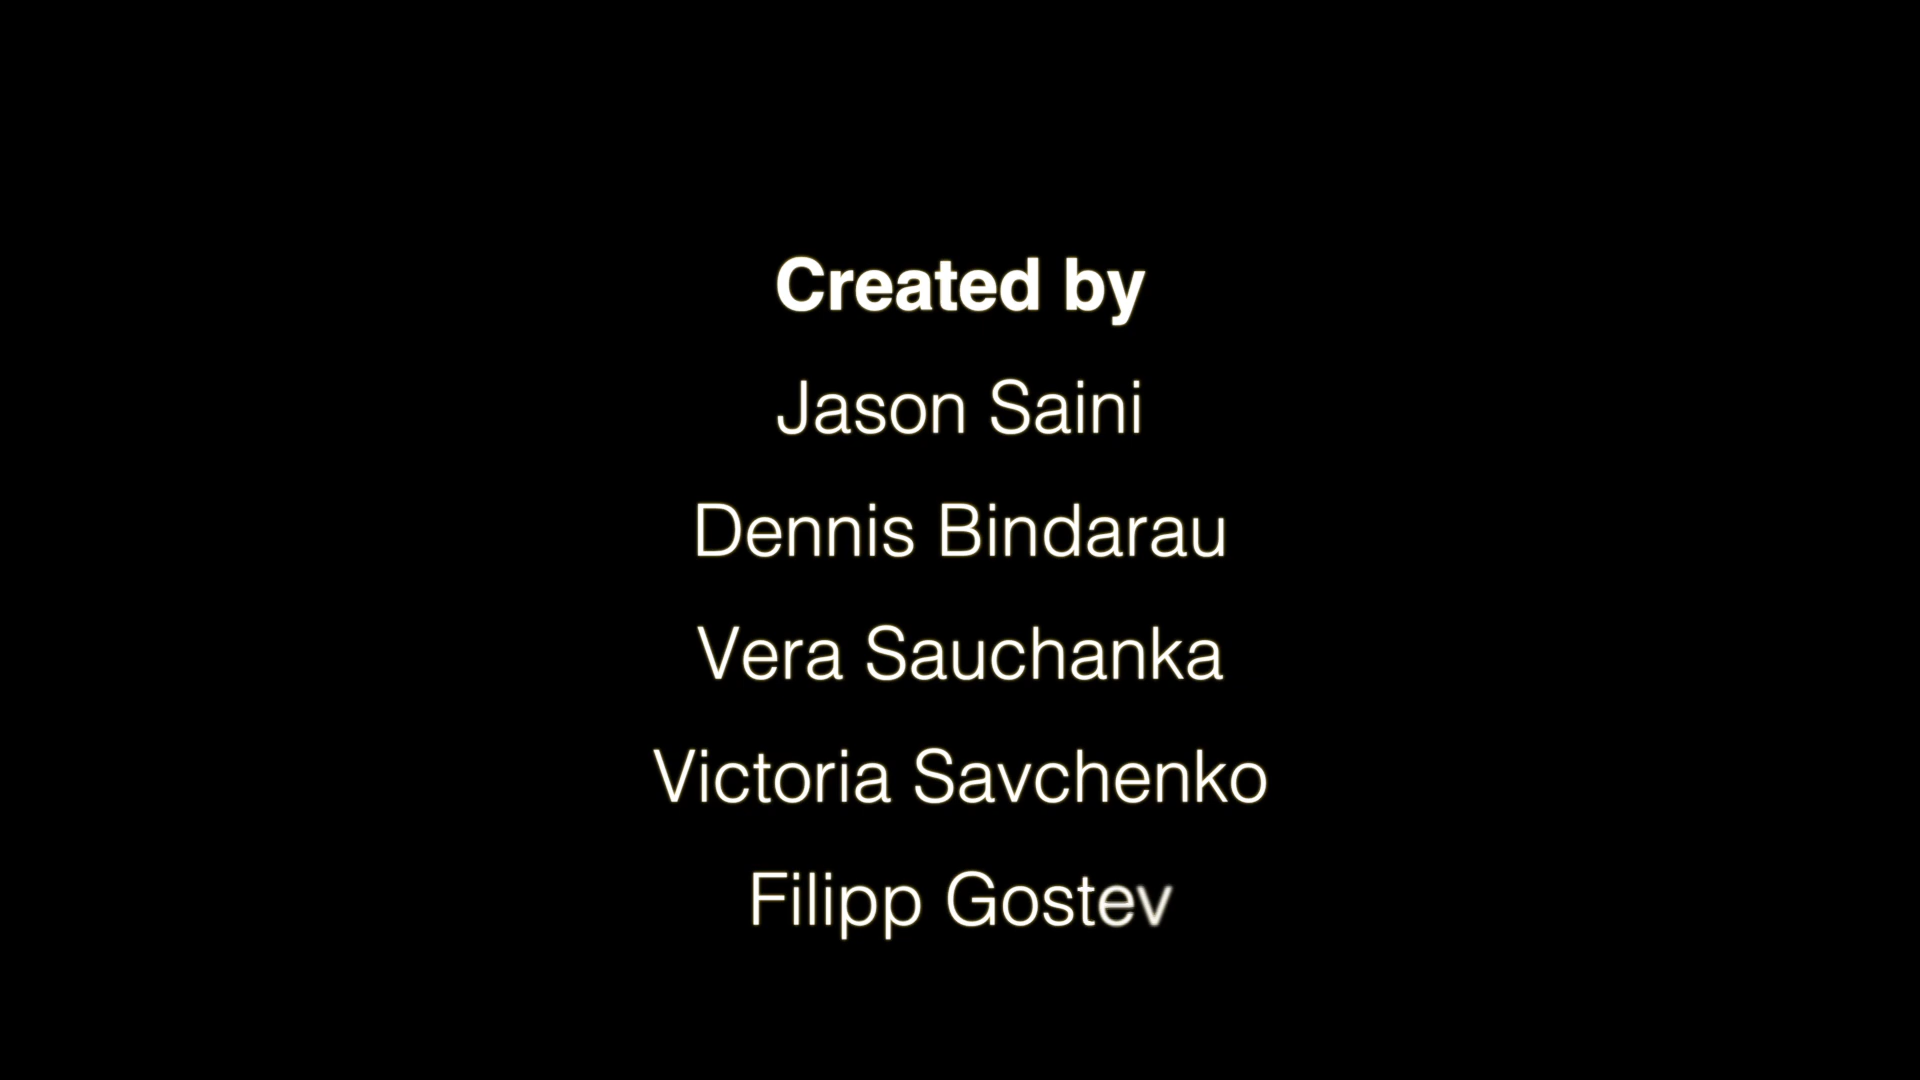 Created by
Jason Saini
Dennis Bindarau
Vera Sauchanka
Victoria Savchenko
Filipp Gostev